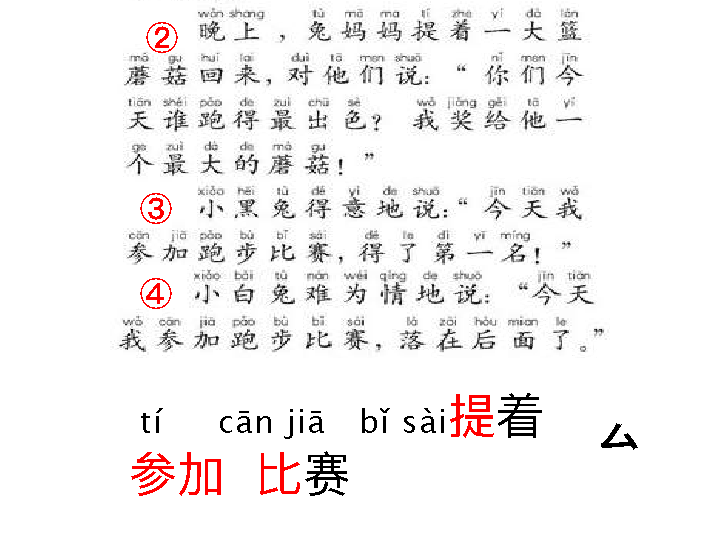 wǎn shang tù mā ma tí zhe yí dà lán
② 晚上，兔妈妈提着一大篮
mó gu huí lai duì tā men shuō nǐ men jīn
蘑菇回来，对他们说：“你们今
tiān shéi pǎo de zuì chū sè wǒ jiǎng gěi tā yí
天谁跑得最出色？我奖给他一
ge zuì dà de mó gu
个最大的蘑菇！”
xiǎo hēi tù dé yì de shuō jīn tiān wǒ
③ 小黑兔得意地说：“今天我
cān jiā pǎo bù bǐ sài dé le dì yī míng
参加跑步比赛，得了第一名！”
xiǎo bái tù nán wéi qíng de shuō jīn tiān
④ 小白兔难为情地说：“今天
wǒ cān jiā pǎo bù bǐ sài là zài hòu mian le
我参加跑步比赛，落在后面了。”
tí cān jiā bǐ sài提着
厶
参加 比赛